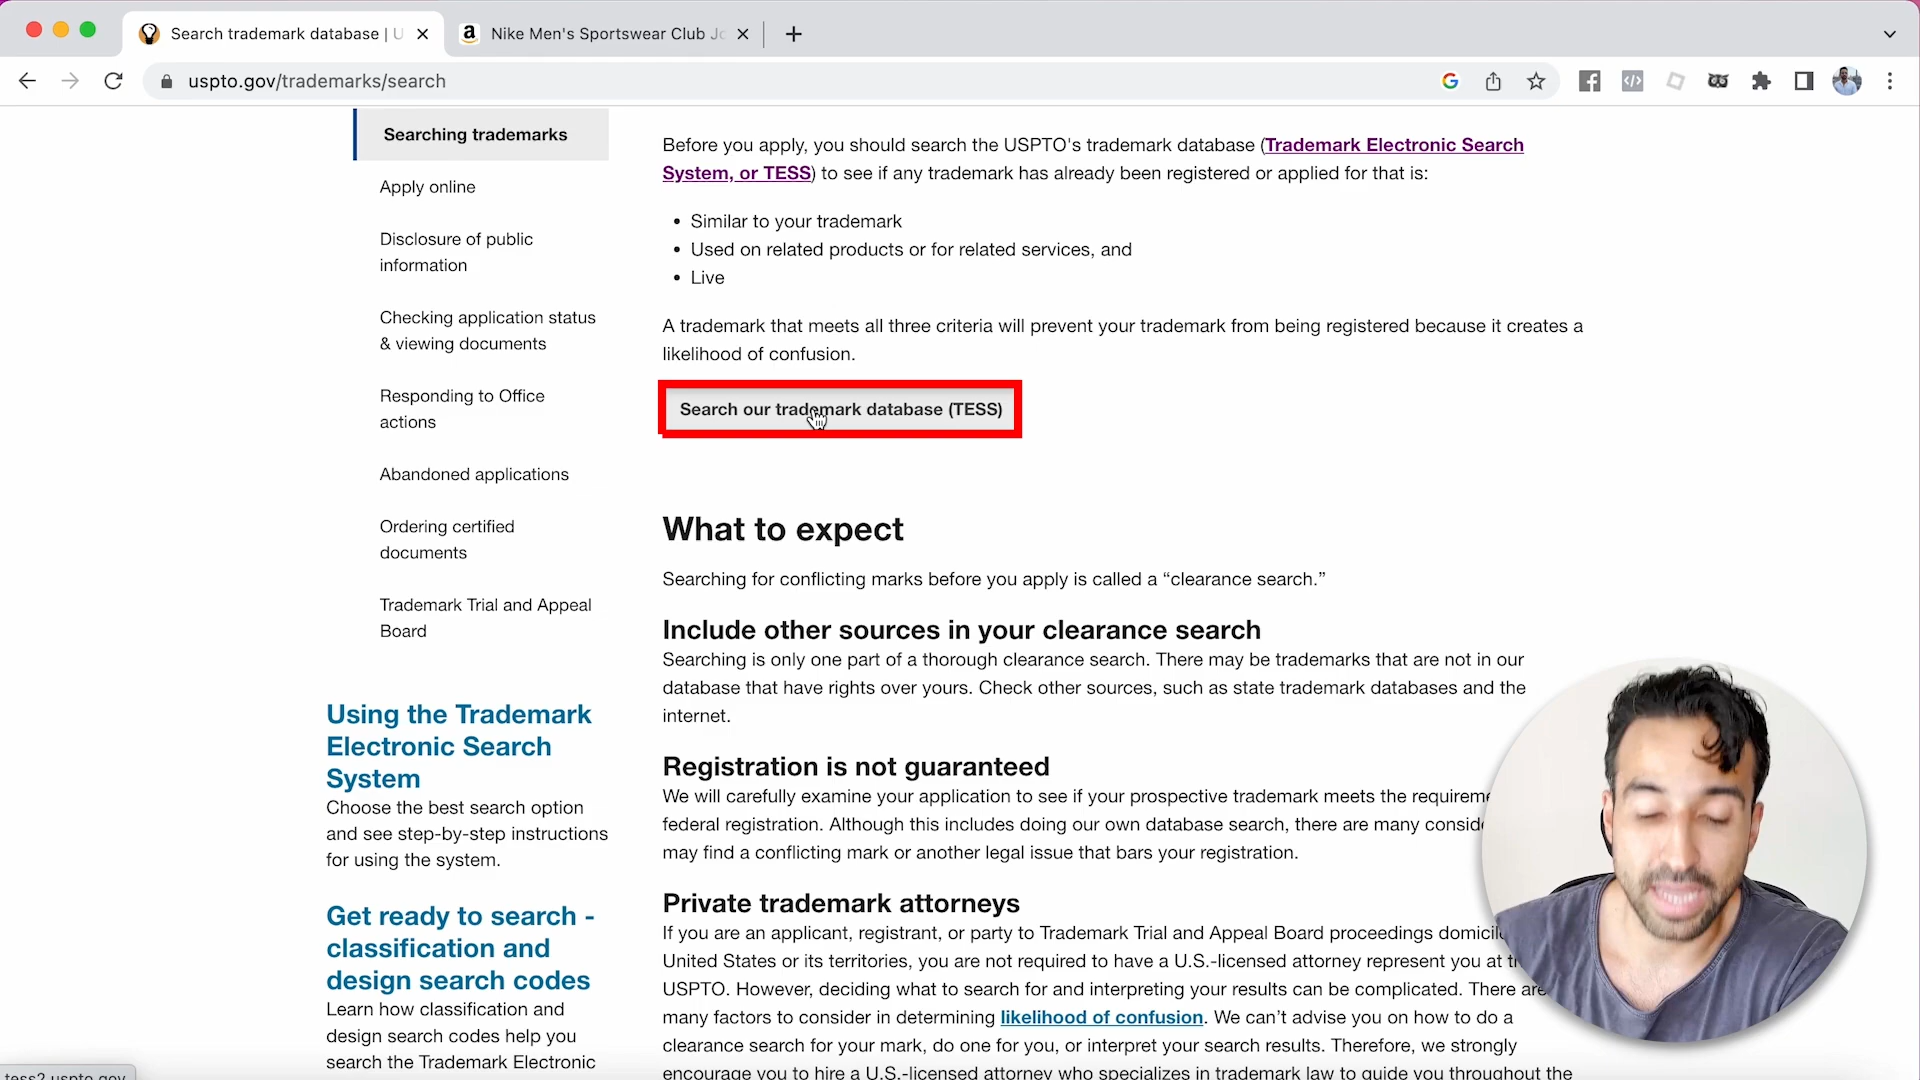 Search trademark database | U
Nike Men's Sportswear Club Jo
uspto.gov/trademarks/search
Searching trademarks
Apply online
Disclosure of public
information
Checking application status
& viewing documents
Responding to Office
actions
Abandoned applications
Ordering certified
documents
Trademark Trial and Appeal
Board
Using the Trademark
Electronic Search
System
Choose the best search option
and see step-by-step instructions
for using the system.
Get ready to search -
classification and
design search codes
Learn how classification and
design search codes help you
search the Trademark Electronic
Before you apply, you should search the USPTO's trademark database (Trademark Electronic Search
System, or TESS) to see if any trademark has already been registered or applied for that is:
• Similar to your trademark
• Used on related products or for related services, and
• Live
A trademark that meets all three criteria will prevent your trademark from being registered because it creates a
likelihood of confusion.
Search our trademark database (TESS)
What to expect
Searching for conflicting marks before you apply is called a “clearance search.”
Include other sources in your clearance search
Searching is only one part of a thorough clearance search. There may be trademarks that are not in our
database that have rights over yours. Check other sources, such as state trademark databases and the
internet.
Registration is not guaranteed
We will carefully examine your application to see if your prospective trademark meets the
federal registration. Although this includes doing our own database search, there are many
may find a conflicting mark or another legal issue that bars your registration.
Private trademark attorneys
If you are an applicant, registrant, or party to Trademark Trial and Appeal Board proceedings
United States or its territories, you are not required to have a U.S.-licensed attorney represent you at
USPTO. However, deciding what to search for and interpreting your results can be complicated. There are
many factors to consider in determining likelihood of confusion. We can’t advise you on how to do a
clearance search for your mark, do one for you, or interpret your search results. Therefore, we strongly
encourage you to hire a U.S.-licensed attorney who specializes in trademark law to guide you throughout the
tess2.uspto.gov